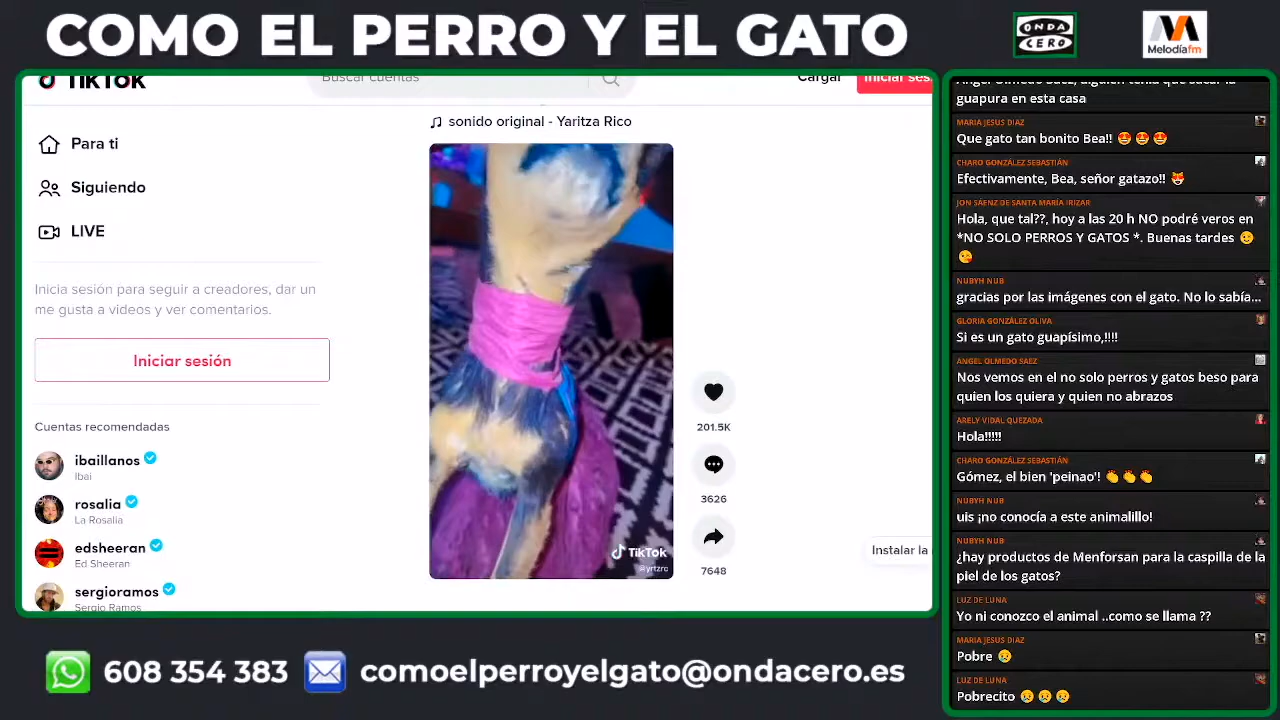 COMO EL PERRO Y EL GATO
ONDA
CERO
Melodíafm
TikTok
Buscar cuentas
Cargar
Iniciar ses
Para ti
Siguiendo
LIVE
Inicia sesión para seguir a creadores, dar un
me gusta a vídeos y ver comentarios.
Iniciar sesión
Cuentas recomendadas
ibaillanos
Ibai
rosalia
La Rosalia
edsheeran
Ed Sheeran
sergioramos
Sergio Ramos
sonido original - Yaritza Rico
201.5K
3626
7648
TikTok
@yrtzrc
Instalar la
guapura en esta casa
MARIA JESUS DIAZ
Que gato tan bonito Bea!! 🤩 🤩 🤩
CHARO GONZÁLEZ SEBASTIÁN
Efectivamente, Bea, señor gatazo!! 😻
JON SÁENZ DE SANTA MARÍA IRIZAR
Hola, que tal??, hoy a las 20 h NO podré veros en
*NO SOLO PERROS Y GATOS *. Buenas tardes 😉
😘
NUBYH NUB
gracias por las imágenes con el gato. No lo sabía...
GLORIA GONZÁLEZ OLIVA
Si es un gato guapísimo,!!!!
ANGEL OLMEDO SAEZ
Nos vemos en el no solo perros y gatos beso para
quien los quiera y quien no abrazos
ARELY VIDAL QUEZADA
Hola!!!!!
CHARO GONZÁLEZ SEBASTIÁN
Gómez, el bien 'peinao'! 👏 👏 👏
NUBYH NUB
uis ¡no conocía a este animalillo!
NUBYH NUB
¿hay productos de Menforsan para la caspilla de la
piel de los gatos?
LUZ DE LUNA
Yo ni conozco el animal ..como se llama ??
MARIA JESUS DIAZ
Pobre 😢
LUZ DE LUNA
Pobrecito 😢 😢 😢
608 354 383
comoelperroyelgato@ondacero.es